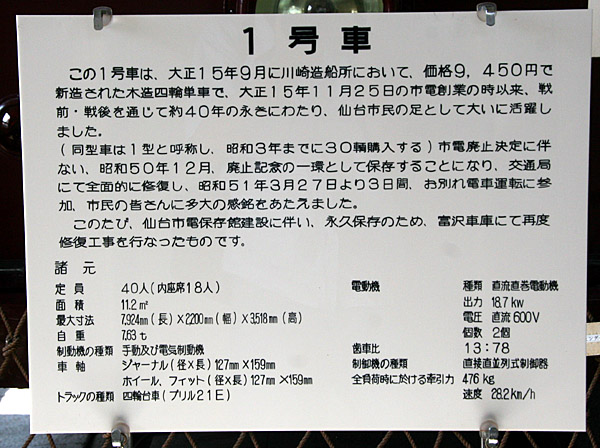 1号車
この1号車は、大正15年9月に川崎造船所において、価格9,450円で
新造された木造四輪単車で、大正15年11月25日の市電創業の時以来、戦
前・戦後を通じて約40年の永きにわたり、仙台市民の足として大いに活躍し
ました。
(同型車は1型と呼称し、昭和3年までに30輌購入する)市電廃止決定に伴
ない、昭和50年12月、廃止記念の一環として保存することになり、交通局
にて全面的に修復し、昭和51年3月27日より3日間、お別れ電車運転に参
加、市民の皆さんに多大の感銘をあたえました。
このたび、仙台市電保存館建設に伴い、永久保存のため、富沢車庫にて再度
修復工事を行なったものです。
諸元
定員 40人(内座席18人)
面積 11.2㎡
最大寸法 7,924mm(長)×2200mm(幅)×3,518mm(高)
自重 7.63t
制動機の種類 手動及び電気制動機
車軸 ジャーナル(径×長)127mm×159mm
ホイール、フィット(径×長)127mm×159mm
トラックの種類 四輪台車(ブリル21E)
電動機 種類 直流直巻電動機
出力 18.7kw
電圧 直流600V
個数 2個
歯車比 13:78
制御機の種類 直接直並列式制御器
全負荷時に於ける牽引力 476kg
速度 28.2km/h